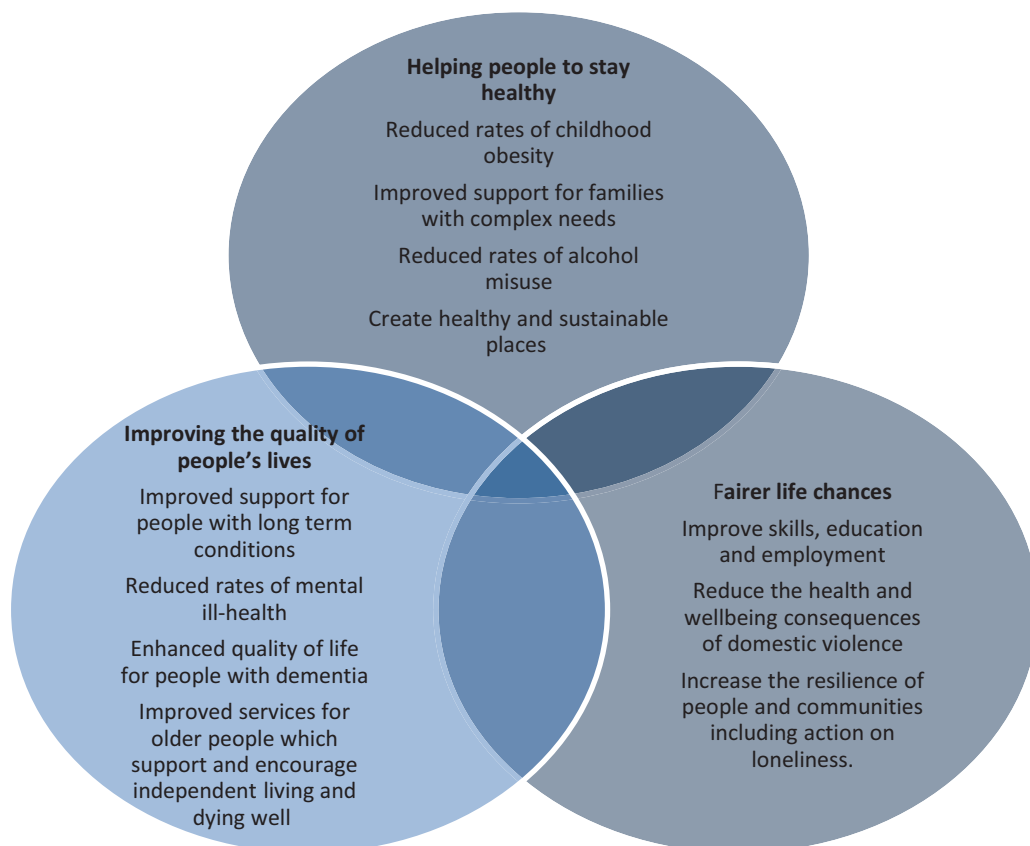 Helping people to stay
healthy
Reduced rates of childhood
obesity
Improved support for families
with complex needs
Reduced rates of alcohol
misuse
Create healthy and sustainable
places
Improving the quality of
people’s lives
Improved support for
people with long term
conditions
Reduced rates of mental
ill-health
Enhanced quality of life
for people with dementia
Improved services for
older people which
support and encourage
independent living and
dying well
Fairer life chances
Improve skills, education
and employment
Reduce the health and
wellbeing consequences
of domestic violence
Increase the resilience of
people and communities
including action on
loneliness.